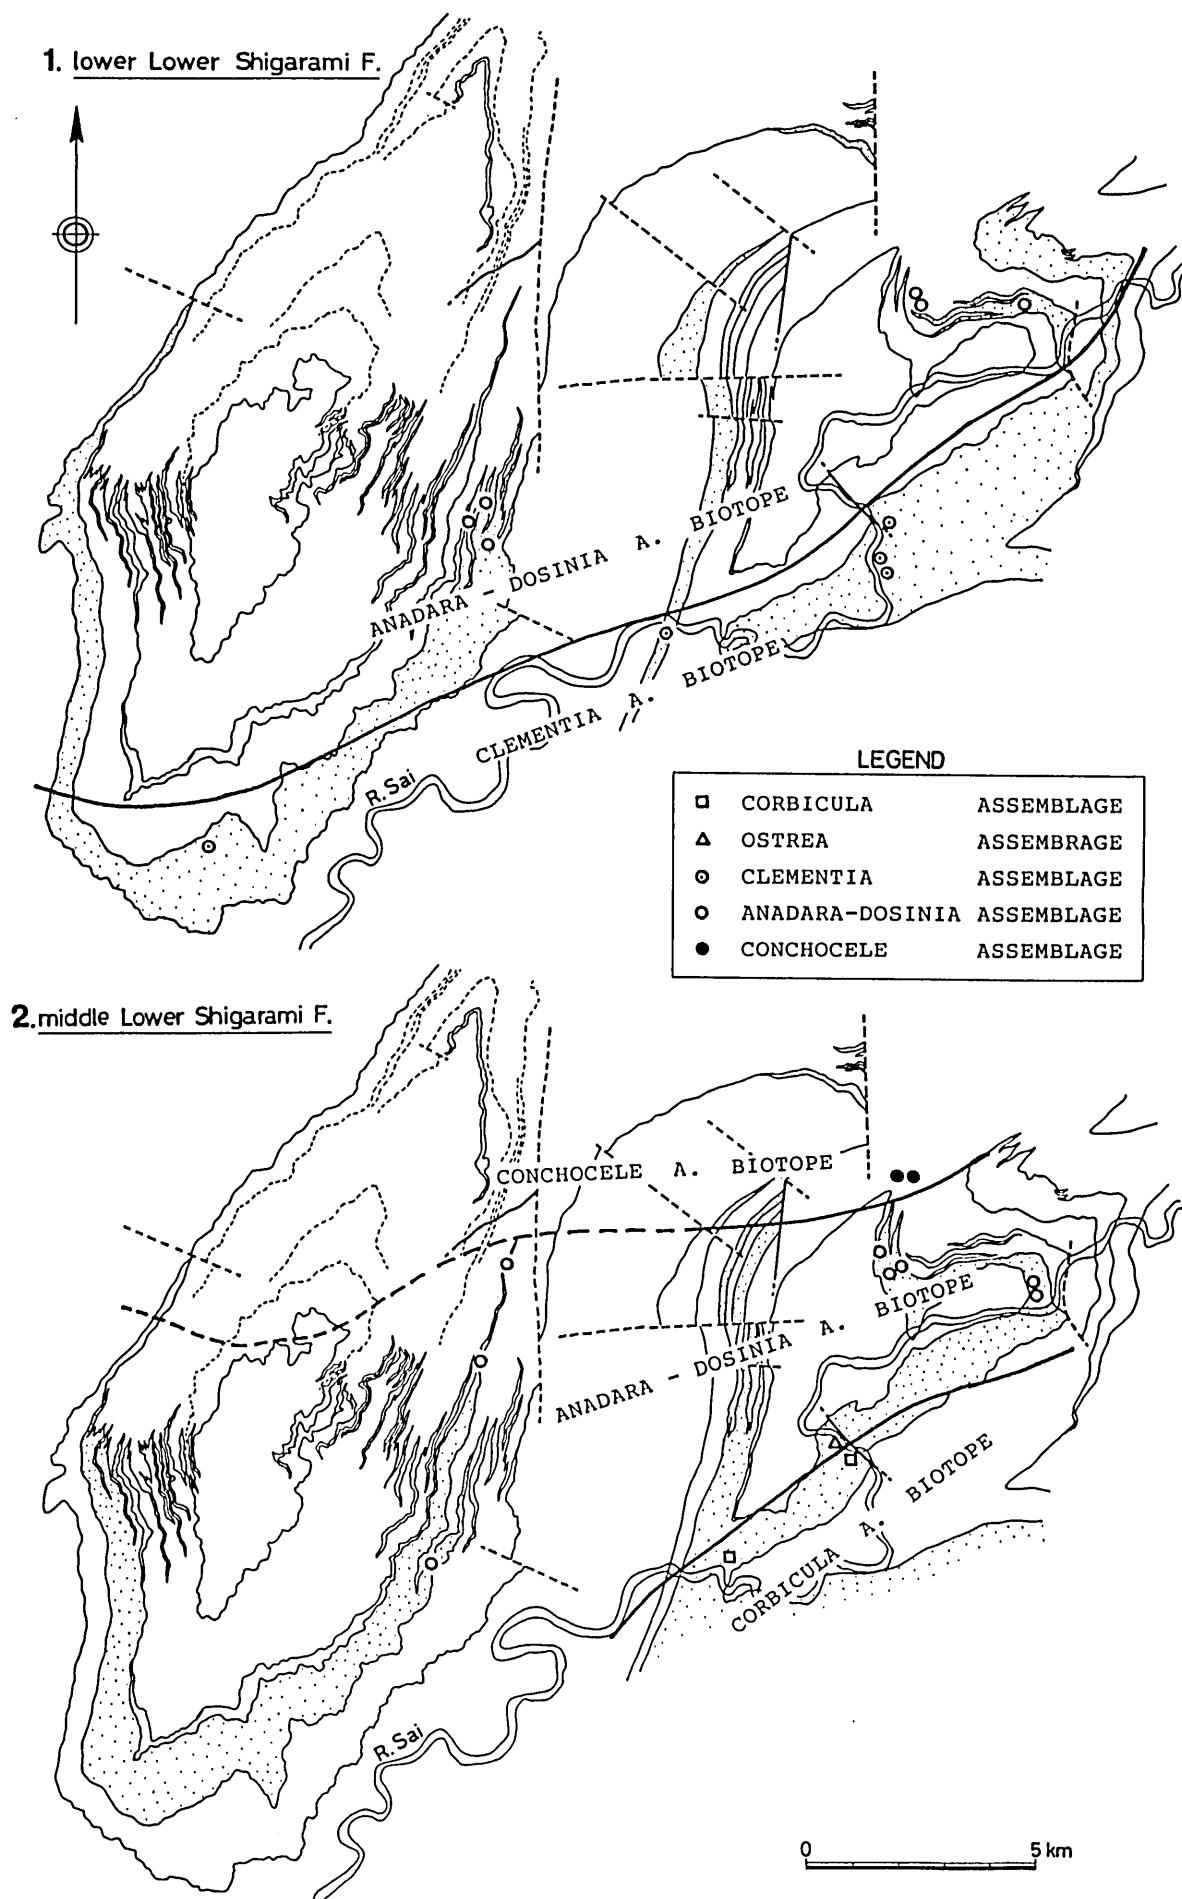 1. lower Lower Shigarami F.
ANADARA - DOSINIA A. BIOTOPE
CLEMENTIA A. BIOTOPE
R. Sai
LEGEND
CORBICULA ASSEMBLAGE
OSTREA ASSEMBRAGE
CLEMENTIA ASSEMBLAGE
ANADARA-DOSINIA ASSEMBLAGE
CONCHOCELE ASSEMBLAGE
2. middle Lower Shigarami F.
CONCHOCELE A. BIOTOPE
ANADARA - DOSINIA A. BIOTOPE
CORBICULA A. BIOTOPE
R. Sai
0 5 km